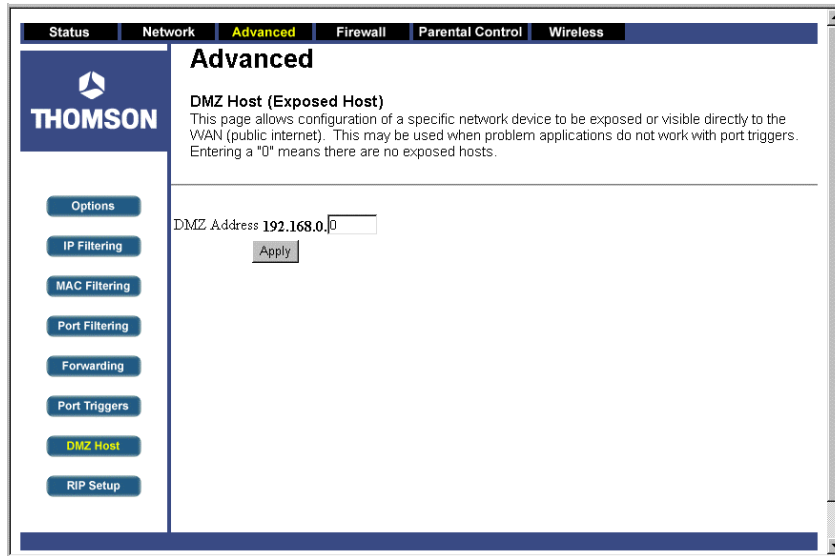 Status Network Advanced Firewall Parental Control Wireless
THOMSON
Advanced
DMZ Host (Exposed Host)
This page allows configuration of a specific network device to be exposed or visible directly to the
WAN (public internet). This may be used when problem applications do not work with port triggers.
Entering a "0" means there are no exposed hosts.
Options
IP Filtering
MAC Filtering
Port Filtering
Forwarding
Port Triggers
DMZ Host
RIP Setup
DMZ Address 192.168.0.0
Apply